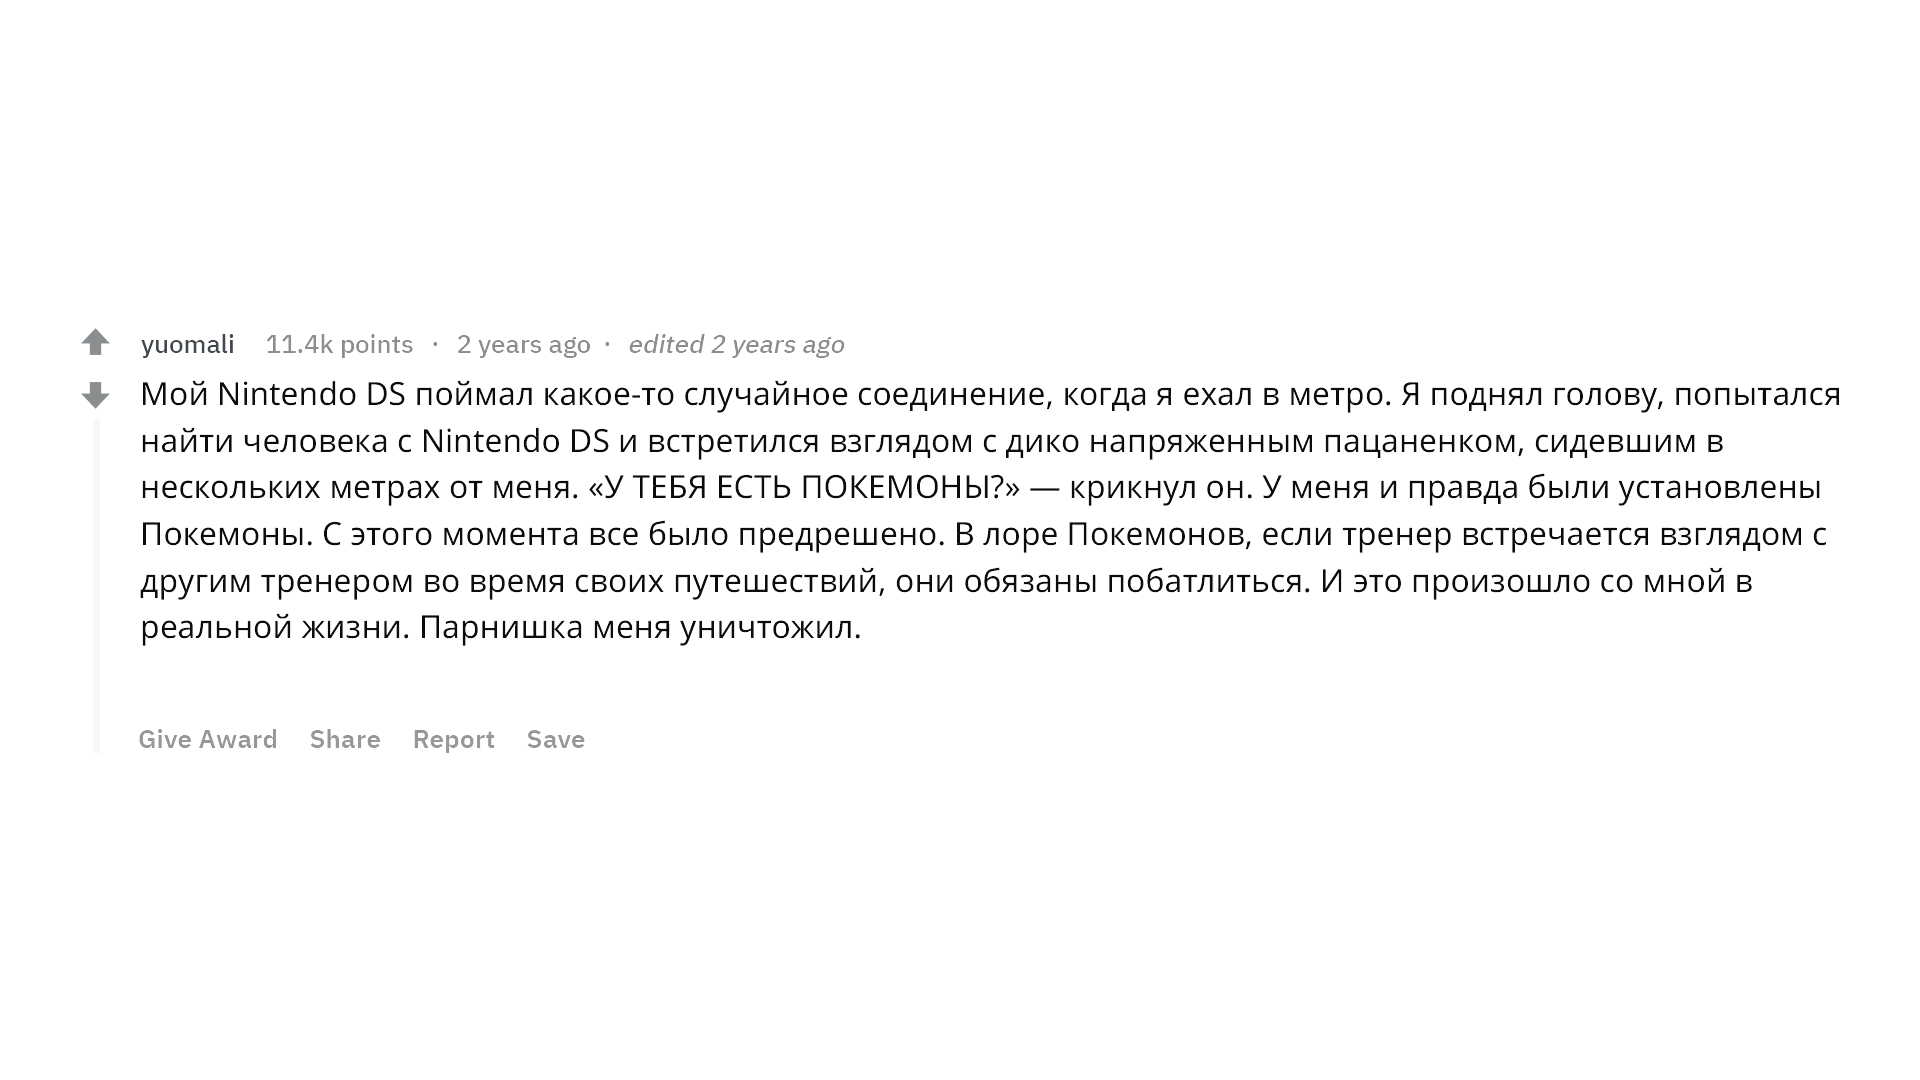 yuomali 11.4k points · 2 years ago · edited 2 years ago
Мой Nintendo DS поймал какое-то случайное соединение, когда я ехал в метро. Я поднял голову, попытался
найти человека с Nintendo DS и встретился взглядом с дико напряженным пацаненком, сидевшим в
нескольких метрах от меня. «У ТЕБЯ ЕСТЬ ПОКЕМОНЫ?» — крикнул он. У меня и правда были установлены
Покемоны. С этого момента все было предрешено. В лоре Покемонов, если тренер встречается взглядом с
другим тренером во время своих путешествий, они обязаны побатлиться. И это произошло со мной в
реальной жизни. Парнишка меня уничтожил.
Give Award Share Report Save